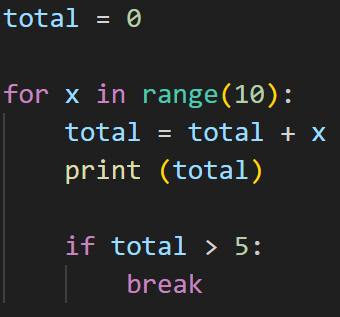 total = 0
for x in range(10):
    total = total + x
    print (total)
    if total > 5:
        break